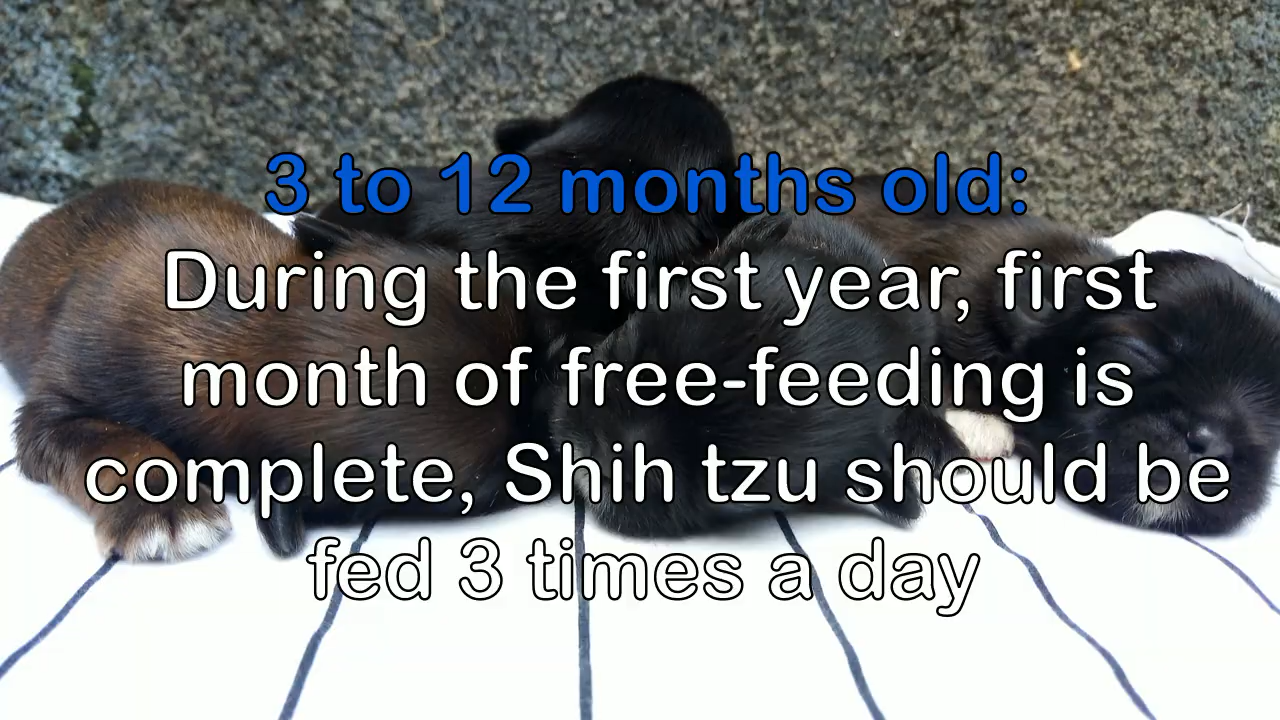 3 to 12 months old:
During the first year, first
month of free-feeding is
complete, Shih tzu should be
fed 3 times a day